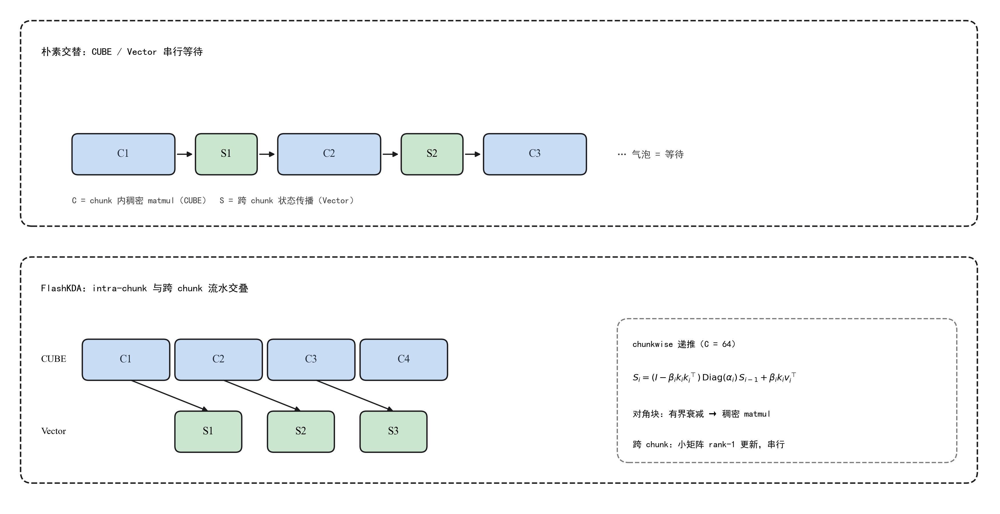 朴素交替：CUBE / Vector 串行等待
C1
S1
C2
S2
C3
… 气泡 = 等待
C = chunk 内稠密 matmul（CUBE）  S = 跨 chunk 状态传播（Vector）
FlashKDA：intra-chunk 与跨 chunk 流水交叠
CUBE
C1
C2
C3
C4
Vector
S1
S2
S3
chunkwise 递推（C = 64）
S_i = (I − β_i k_i k_i^⊤) Diag(α_i) S_{i−1} + β_i k_i v_i^⊤
对角块：有界衰减 → 稠密 matmul
跨 chunk：小矩阵 rank-1 更新，串行